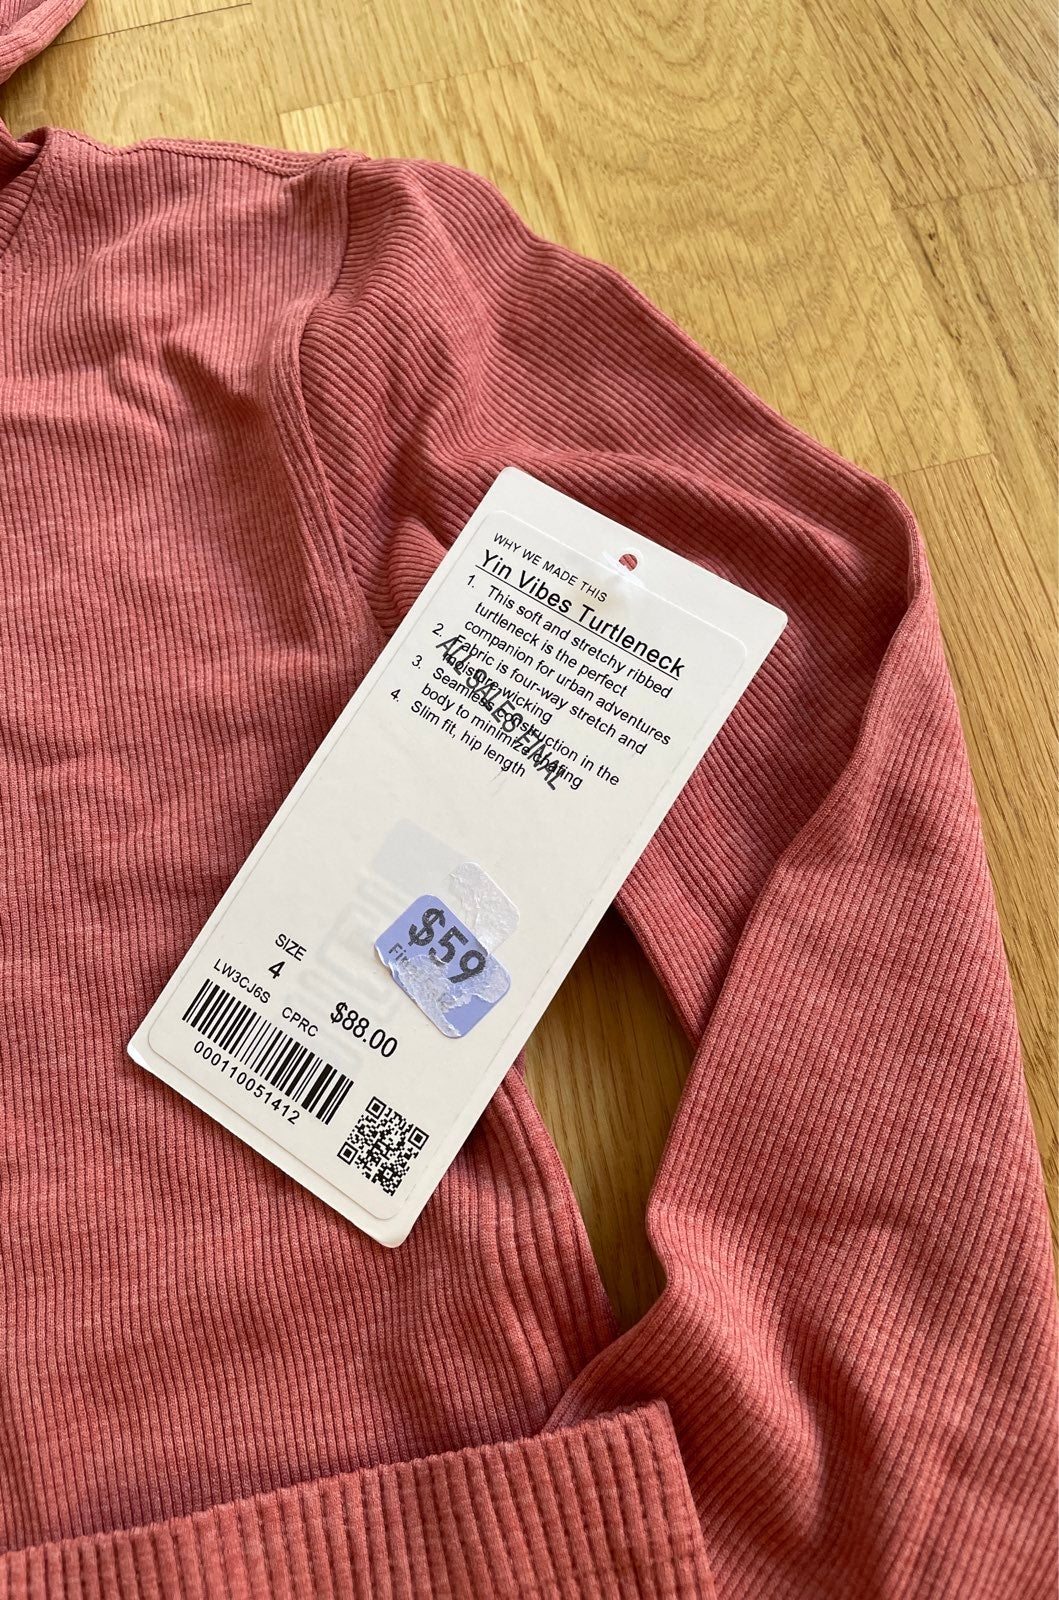 WHY WE MADE THIS
Yin Vibes Turtleneck
1. This soft and stretchy ribbed
turtleneck is the perfect
companion for urban adventures
2. Fabric is four-way stretch and
moisture wicking
3. Seamless construction in the
body to minimize chafing
4. Slim fit, hip length
ALL SALES FINAL
$59
SIZE
4
LW3CJ6S CPRC $88.00
000110051412